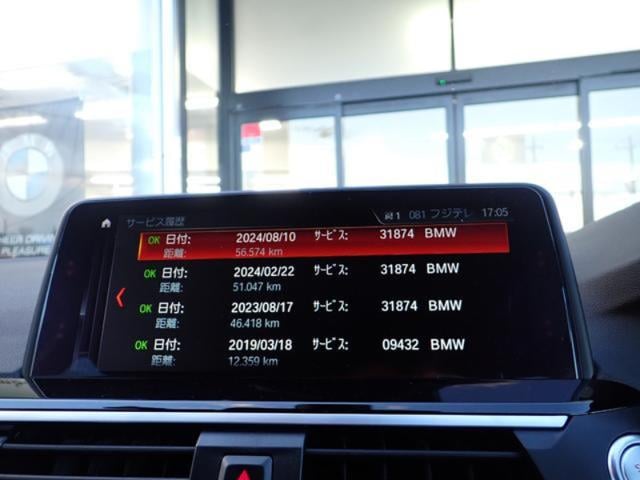 サービス履歴 1 081 フジテレ 17:05
OK 日付: 2024/08/10 ｻｰﾋﾞｽ: 31874 BMW
距離: 56.574 km
OK 日付: 2024/02/22 ｻｰﾋﾞｽ: 31874 BMW
距離: 51.047 km
OK 日付: 2023/08/17 ｻｰﾋﾞｽ: 31874 BMW
距離: 46.418 km
OK 日付: 2019/03/18 ｻｰﾋﾞｽ: 09432 BMW
距離: 12.359 km
PLEASURE